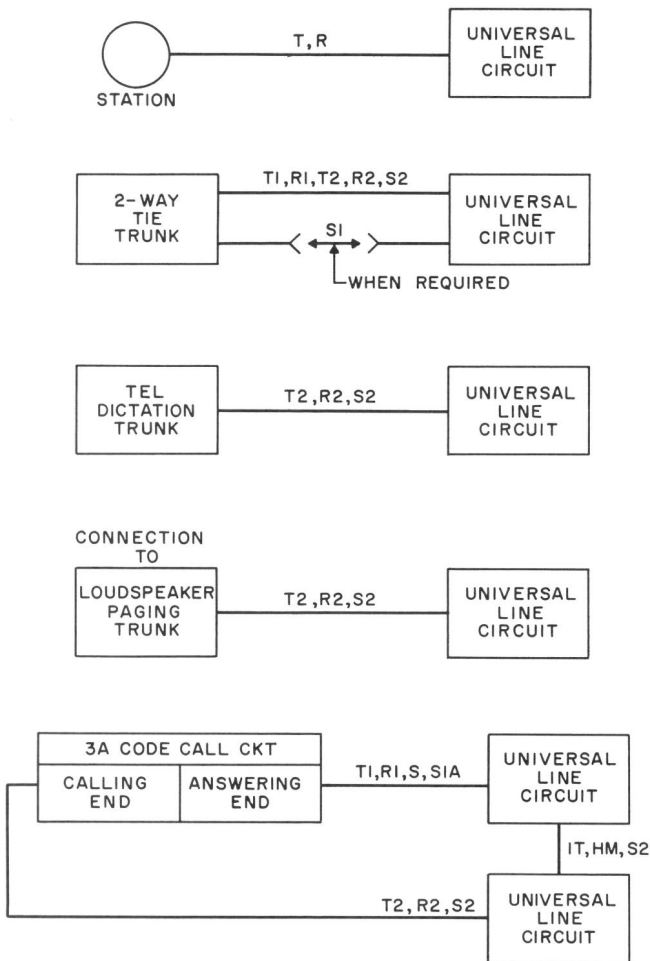 T,R
UNIVERSAL
LINE
CIRCUIT
STATION
2-WAY
TIE
TRUNK
T1,R1,T2,R2,S2
S1
WHEN REQUIRED
UNIVERSAL
LINE
CIRCUIT
TEL
DICTATION
TRUNK
T2,R2,S2
UNIVERSAL
LINE
CIRCUIT
CONNECTION
TO
LOUDSPEAKER
PAGING
TRUNK
T2,R2,S2
UNIVERSAL
LINE
CIRCUIT
3A CODE CALL CKT
CALLING
END
ANSWERING
END
T1,R1,S,S1A
UNIVERSAL
LINE
CIRCUIT
IT,HM,S2
T2,R2,S2
UNIVERSAL
LINE
CIRCUIT